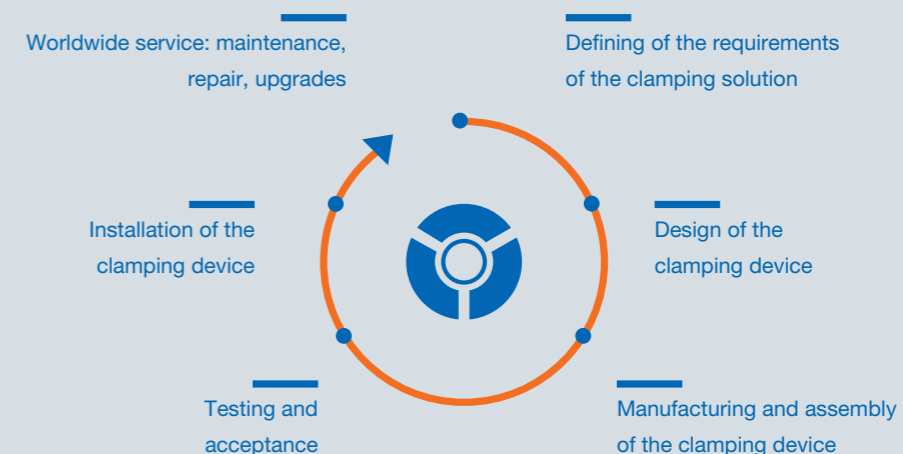 Worldwide service: maintenance,
repair, upgrades
Defining of the requirements
of the clamping solution
Installation of the
clamping device
Design of the
clamping device
Testing and
acceptance
Manufacturing and assembly
of the clamping device